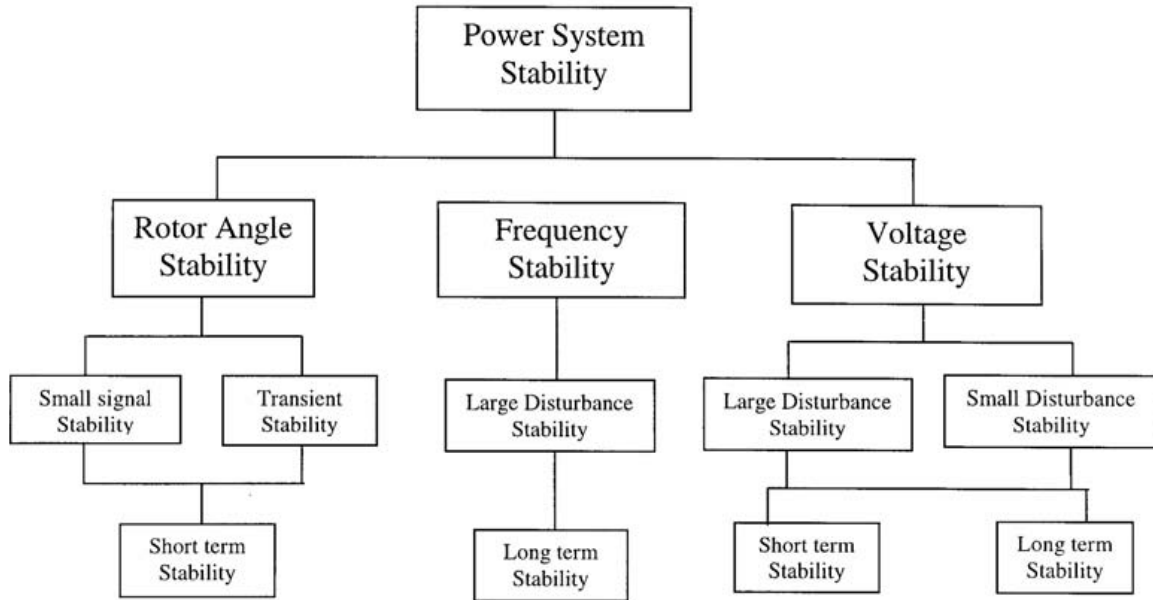 Power System
Stability
Rotor Angle
Stability
Frequency
Stability
Voltage
Stability
Small signal
Stability
Transient
Stability
Large Disturbance
Stability
Large Disturbance
Stability
Small Disturbance
Stability
Short term
Stability
Long term
Stability
Short term
Stability
Long term
Stability